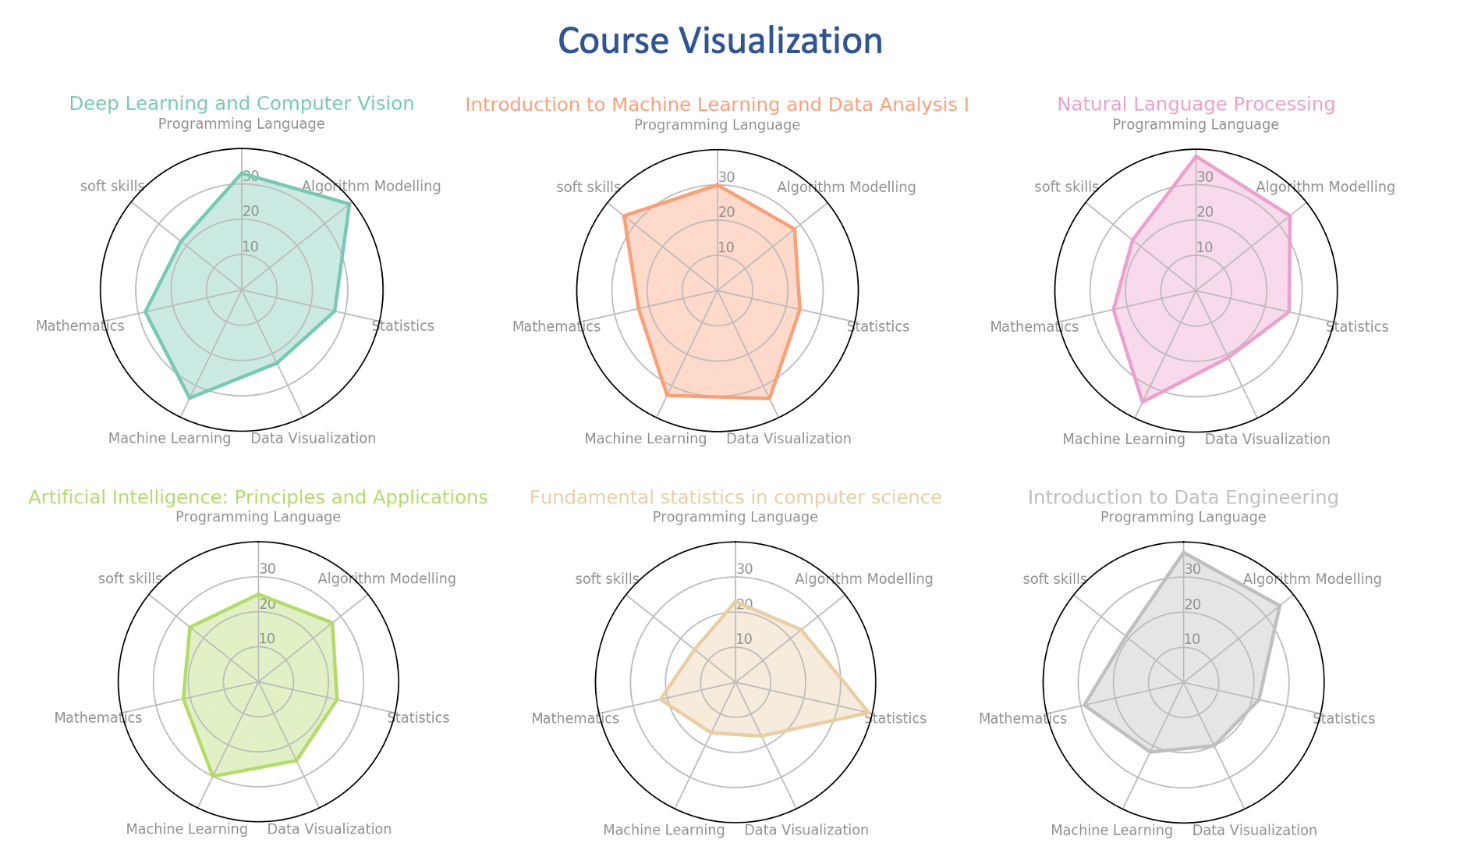 Course Visualization
Deep Learning and Computer Vision
Programming Language
30
soft skills
Algorithm Modelling
20
10
Mathematics
Statistics
Machine Learning
Data Visualization
Introduction to Machine Learning and Data Analysis I
Programming Language
30
soft skills
Algorithm Modelling
20
10
Mathematics
Statistics
Machine Learning
Data Visualization
Natural Language Processing
Programming Language
30
soft skills
Algorithm Modelling
20
10
Mathematics
Statistics
Machine Learning
Data Visualization
Artificial Intelligence: Principles and Applications
Programming Language
30
soft skills
Algorithm Modelling
20
10
Mathematics
Statistics
Machine Learning
Data Visualization
Fundamental statistics in computer science
Programming Language
30
soft skills
Algorithm Modelling
20
10
Mathematics
Statistics
Machine Learning
Data Visualization
Introduction to Data Engineering
Programming Language
30
soft skills
Algorithm Modelling
20
10
Mathematics
Statistics
Machine Learning
Data Visualization